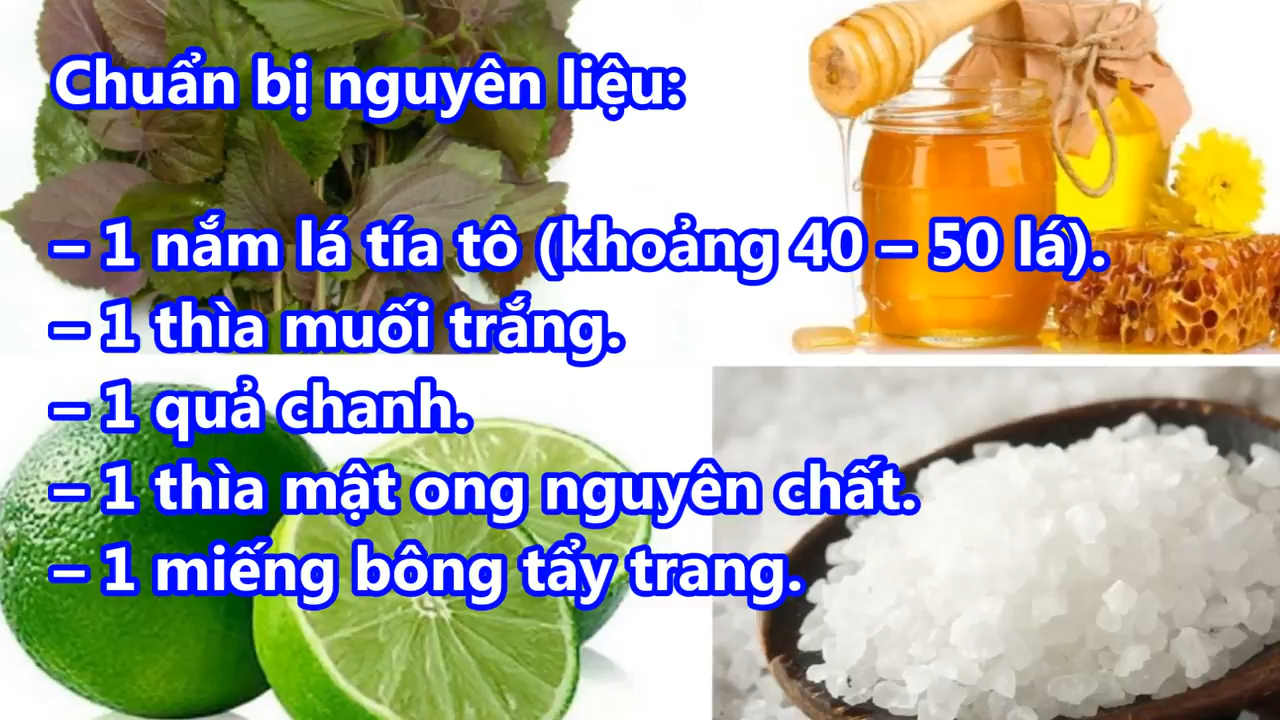 Chuẩn bị nguyên liệu:
– 1 nắm lá tía tô (khoảng 40 – 50 lá).
– 1 thìa muối trắng.
– 1 quả chanh.
– 1 thìa mật ong nguyên chất.
– 1 miếng bông tẩy trang.